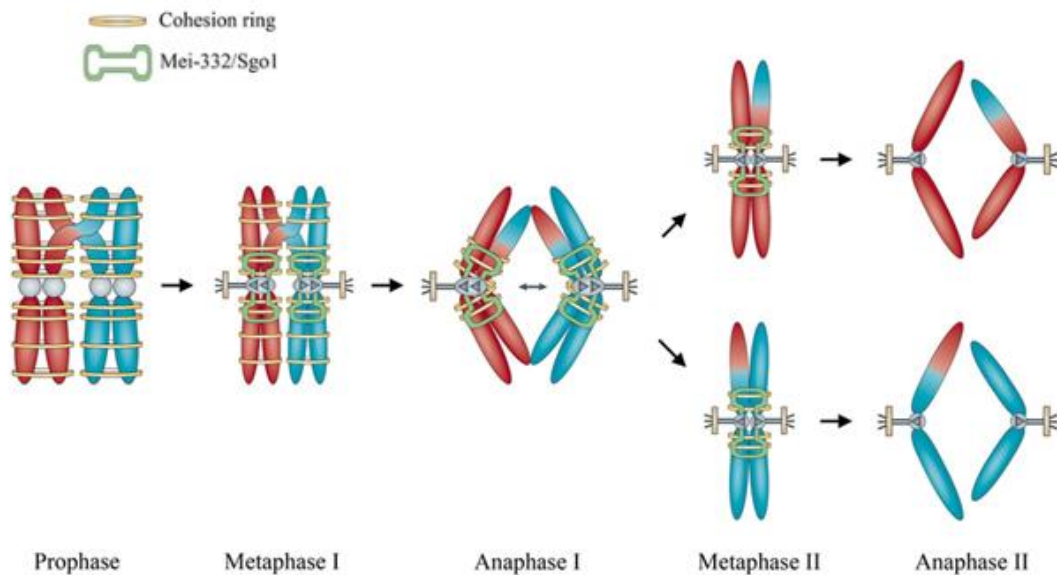 Cohesion ring
Mei-332/Sgo1
Prophase
Metaphase I
Anaphase I
Metaphase II
Anaphase II